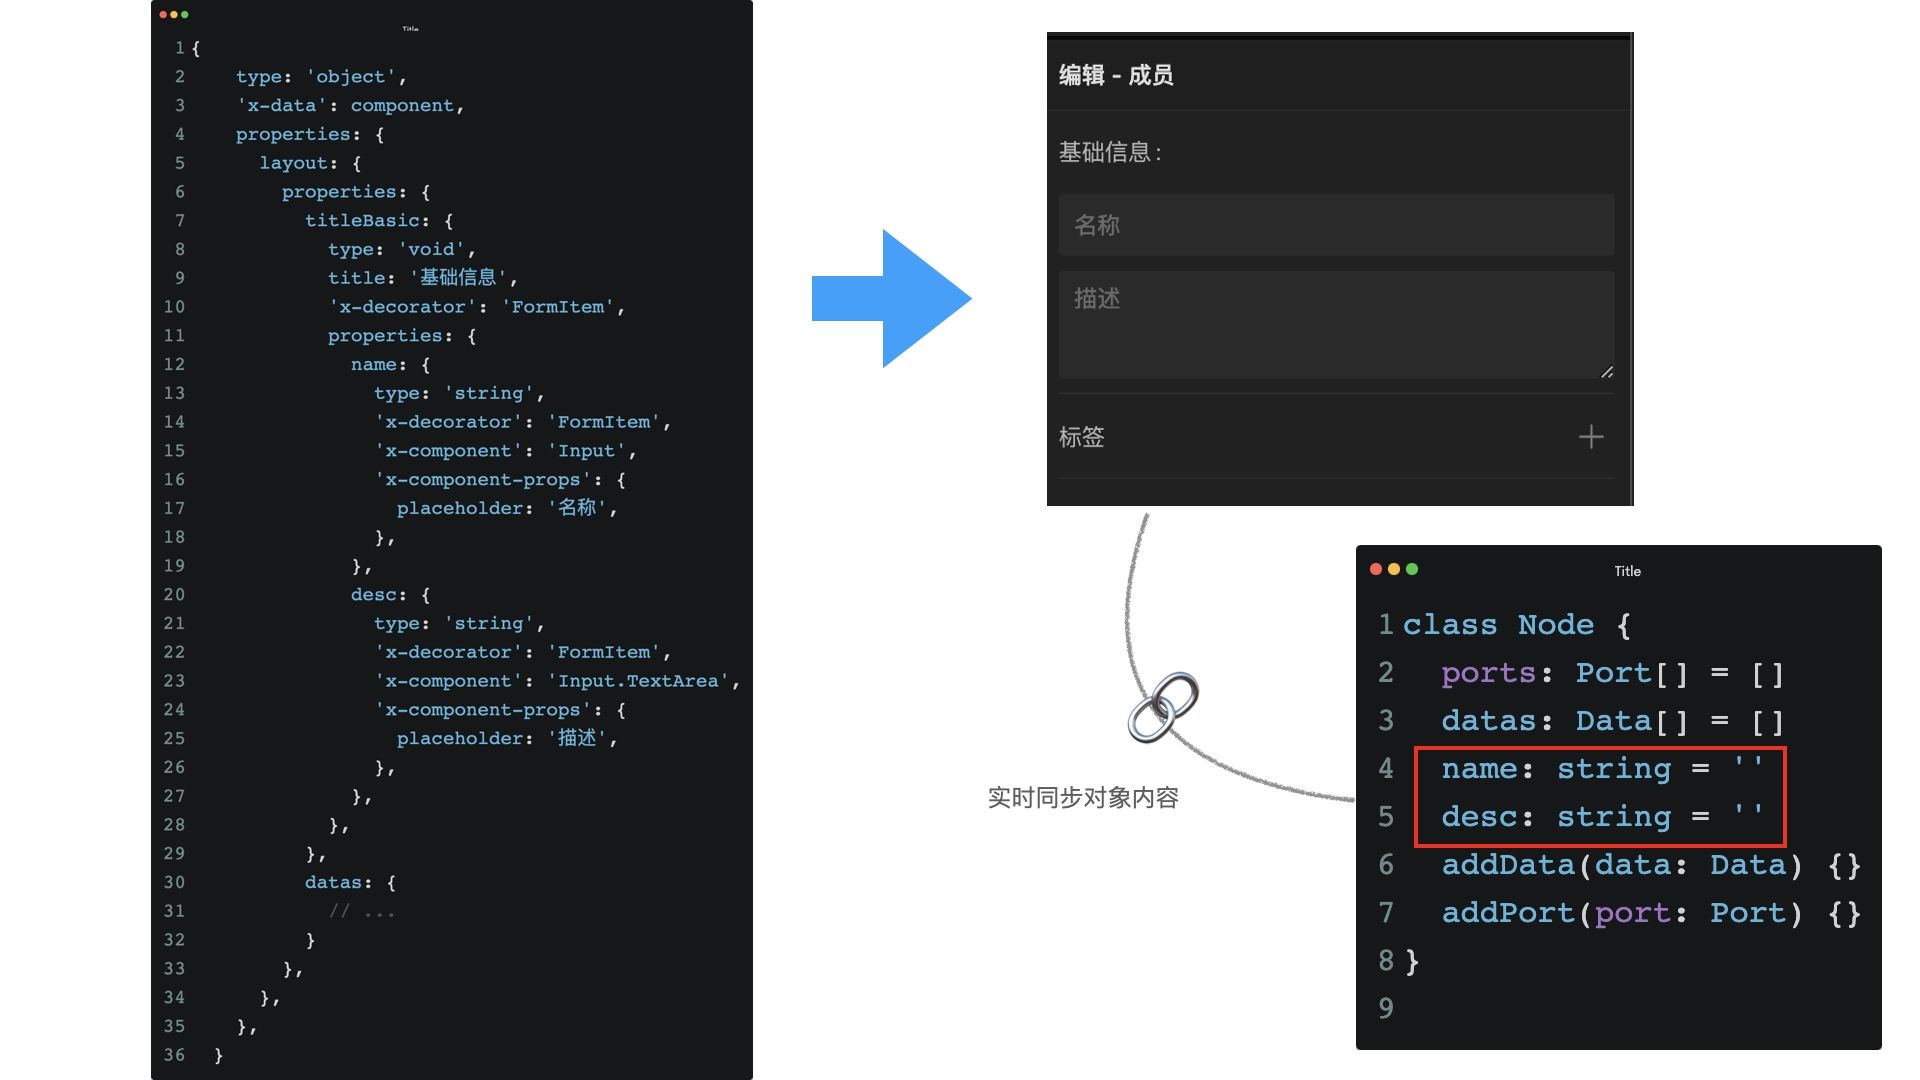 Title
1 {
2 type: 'object',
3 'x-data': component,
4 properties: {
5 layout: {
6 properties: {
7 titleBasic: {
8 type: 'void',
9 title: '基础信息',
10 'x-decorator': 'FormItem',
11 properties: {
12 name: {
13 type: 'string',
14 'x-decorator': 'FormItem',
15 'x-component': 'Input',
16 'x-component-props': {
17 placeholder: '名称',
18 },
19 },
20 desc: {
21 type: 'string',
22 'x-decorator': 'FormItem',
23 'x-component': 'Input.TextArea',
24 'x-component-props': {
25 placeholder: '描述',
26 },
27 },
28 },
29 },
30 datas: {
31 // ...
32 }
33 },
34 },
35 },
36 }
编辑 - 成员
基础信息 :
名称
描述
标签
实时同步对象内容
Title
1 class Node {
2 ports: Port[] = []
3 datas: Data[] = []
4 name: string = ''
5 desc: string = ''
6 addData(data: Data) {}
7 addPort(port: Port) {}
8 }
9